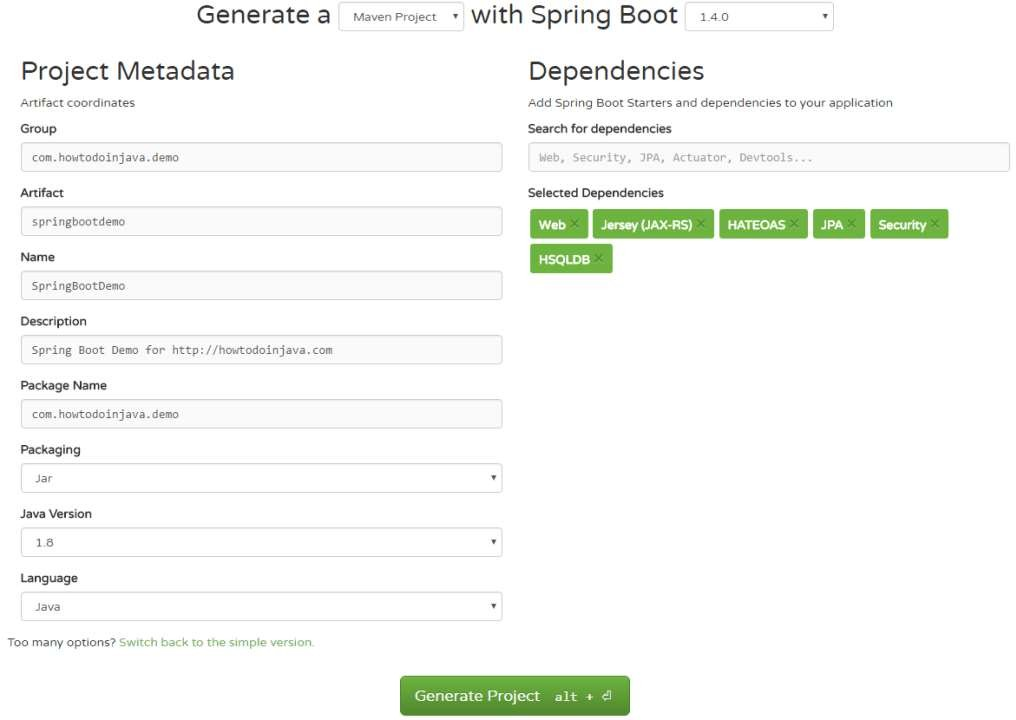 Generate a Maven Project with Spring Boot 1.4.0
Project Metadata
Artifact coordinates
Group
com.howtodoinjava.demo
Artifact
springbootdemo
Name
SpringBootDemo
Description
Spring Boot Demo for http://howtodoinjava.com
Package Name
com.howtodoinjava.demo
Packaging
Jar
Java Version
1.8
Language
Java
Too many options? Switch back to the simple version.
Dependencies
Add Spring Boot Starters and dependencies to your application
Search for dependencies
Web, Security, JPA, Actuator, Devtools...
Selected Dependencies
Web × Jersey (JAX-RS) × HATEOAS × JPA × Security ×
HSQLDB ×
Generate Project alt + ⏎